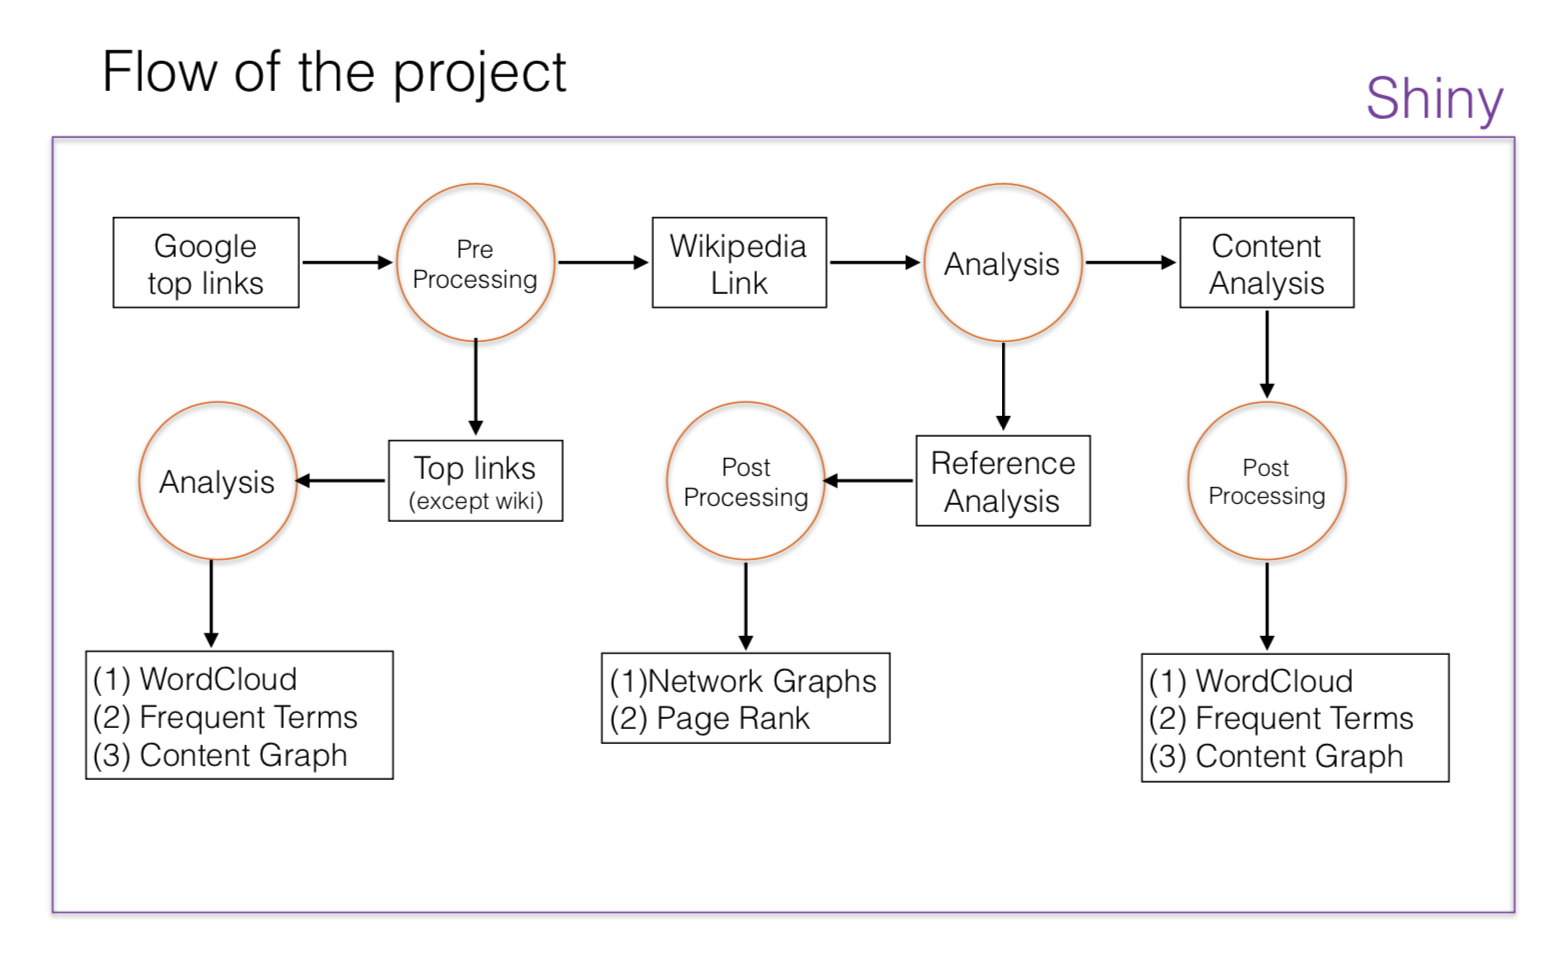 Flow of the project
Shiny
Google
top links
Pre
Processing
Wikipedia
Link
Analysis
Content
Analysis
Analysis
Top links
(except wiki)
Post
Processing
Reference
Analysis
Post
Processing
(1) WordCloud
(2) Frequent Terms
(3) Content Graph
(1)Network Graphs
(2) Page Rank
(1) WordCloud
(2) Frequent Terms
(3) Content Graph